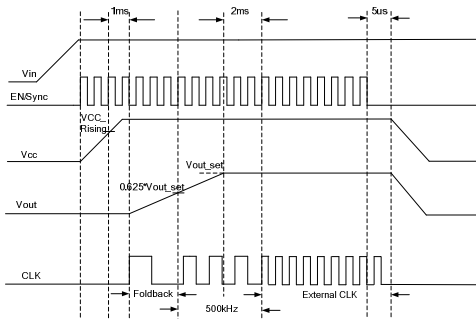 1ms
2ms
5us
Vin
EN/Sync
VCC_
Rising
Vcc
Vout_set
0.625*Vout_set
Vout
CLK
Foldback
External CLK
500kHz